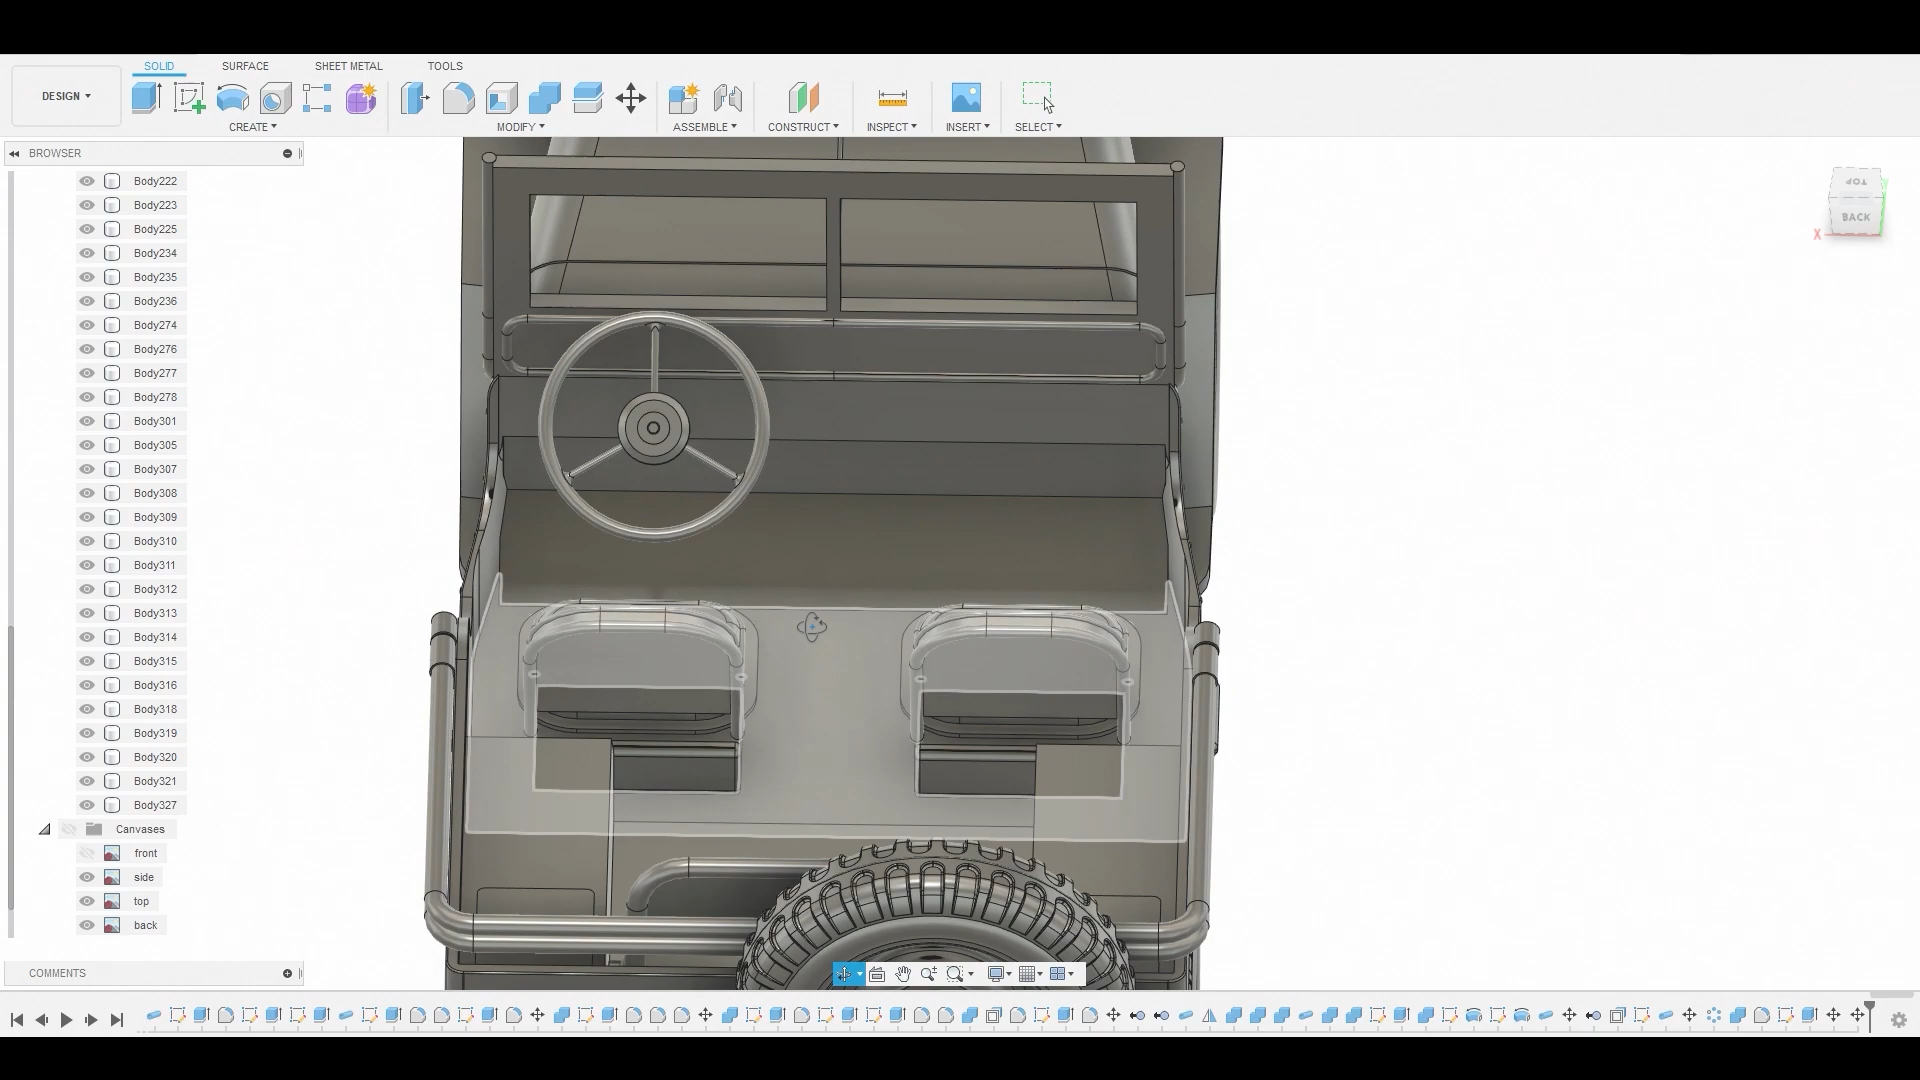 SOLID SURFACE SHEET METAL TOOLS
DESIGN
CREATE MODIFY ASSEMBLE CONSTRUCT INSPECT INSERT SELECT
BROWSER
Body222
Body223
Body225
Body234
Body235
Body236
Body274
Body276
Body277
Body278
Body301
Body305
Body307
Body308
Body309
Body310
Body311
Body312
Body313
Body314
Body315
Body316
Body318
Body319
Body320
Body321
Body327
Canvases
front
side
top
back
COMMENTS
TOP
BACK
X